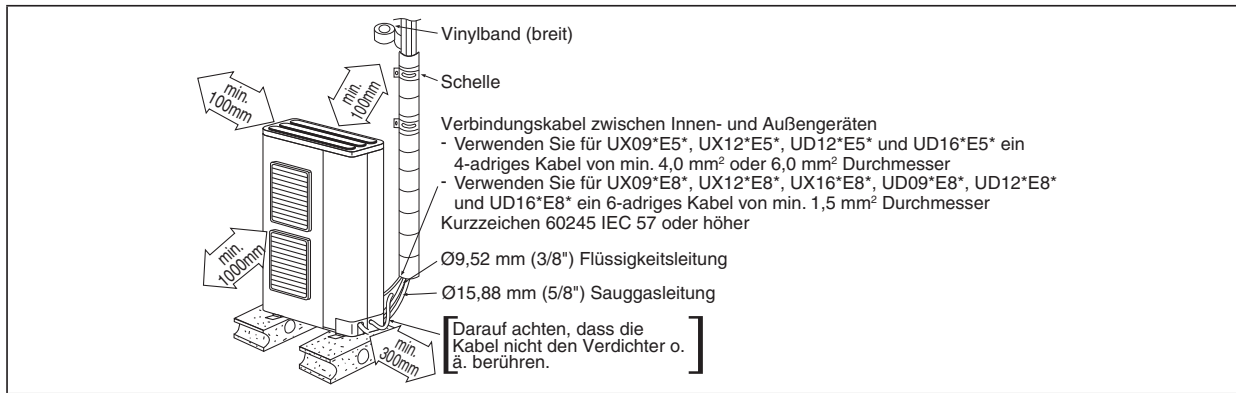 Vinylband (breit)
Schelle
min.
100mm
min.
100mm
Verbindungskabel zwischen Innen- und Außengeräten
- Verwenden Sie für UX09*E5*, UX12*E5*, UD12*E5* und UD16*E5* ein
4-adriges Kabel von min. 4,0 mm² oder 6,0 mm² Durchmesser
- Verwenden Sie für UX09*E8*, UX12*E8*, UX16*E8*, UD09*E8*, UD12*E8*
und UD16*E8* ein 6-adriges Kabel von min. 1,5 mm² Durchmesser
Kurzzeichen 60245 IEC 57 oder höher
min.
1000mm
Ø9,52 mm (3/8") Flüssigkeitsleitung
Ø15,88 mm (5/8") Sauggasleitung
Darauf achten, dass die
Kabel nicht den Verdichter o.
ä. berühren.
min.
300mm